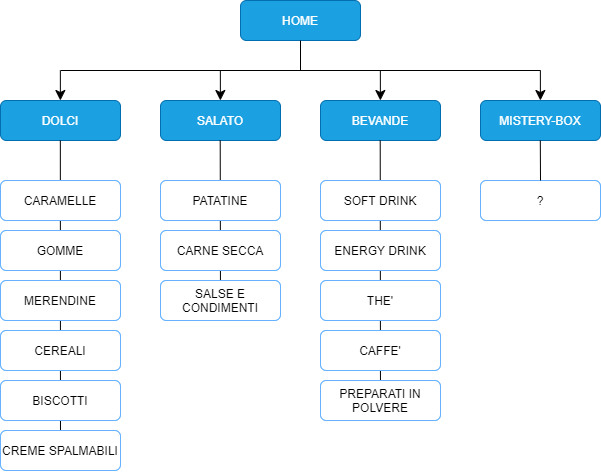 HOME
DOLCI
SALATO
BEVANDE
MISTERY-BOX
CARAMELLE
PATATINE
SOFT DRINK
?
GOMME
CARNE SECCA
ENERGY DRINK
MERENDINE
SALSE E
CONDIMENTI
THE'
CEREALI
CAFFE'
BISCOTTI
PREPARATI IN
POLVERE
CREME SPALMABILI